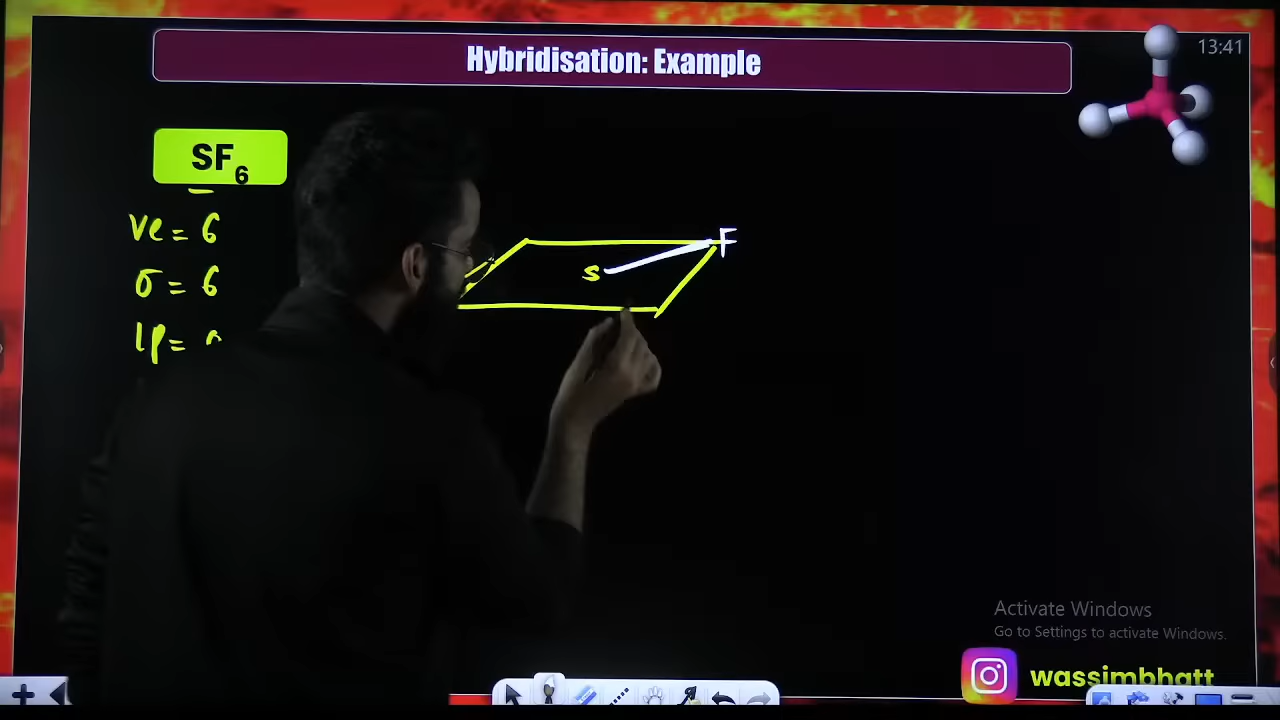 Hybridisation: Example
13:41
SF6
ve = 6
σ = 6
lp =
S
F
Activate Windows
Go to Settings to activate Windows.
wassimbhatt